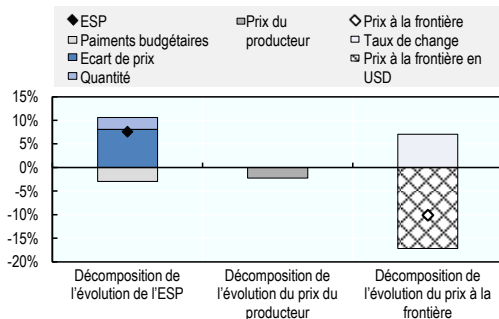 ESP
Paiments budgétaires
Ecart de prix
Quantité
Prix du
producteur
Prix à la frontière
Taux de change
Prix à la frontière en
USD
15%
10%
5%
0%
-5%
-10%
-15%
-20%
Décomposition de
l'évolution de l'ESP
Décomposition de
l'évolution du prix du
producteur
Décomposition de
l'évolution du prix à la
frontière